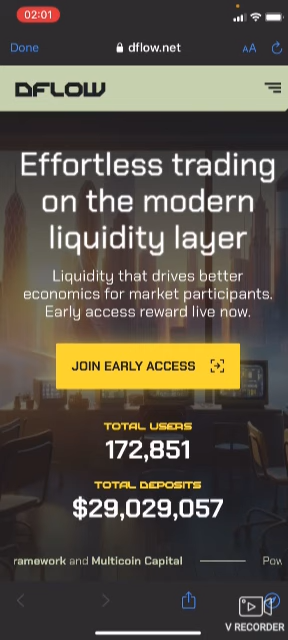 02:01
Done
dflow.net
AA
DFLOW
Effortless trading
on the modern
liquidity layer
Liquidity that drives better
economics for market participants.
Early access reward live now.
JOIN EARLY ACCESS
TOTAL USERS
172,851
TOTAL DEPOSITS
$29,029,057
ramework and Multicoin Capital
Pow
V RECORDER